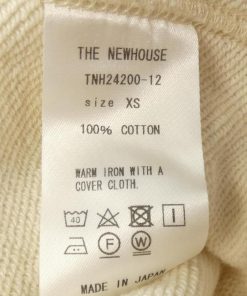 THE NEWHOUSE
TNH24200-12
size XS
100% COTTON
WARM IRON WITH A
COVER CLOTH.
40
F W
MADE IN JAPAN